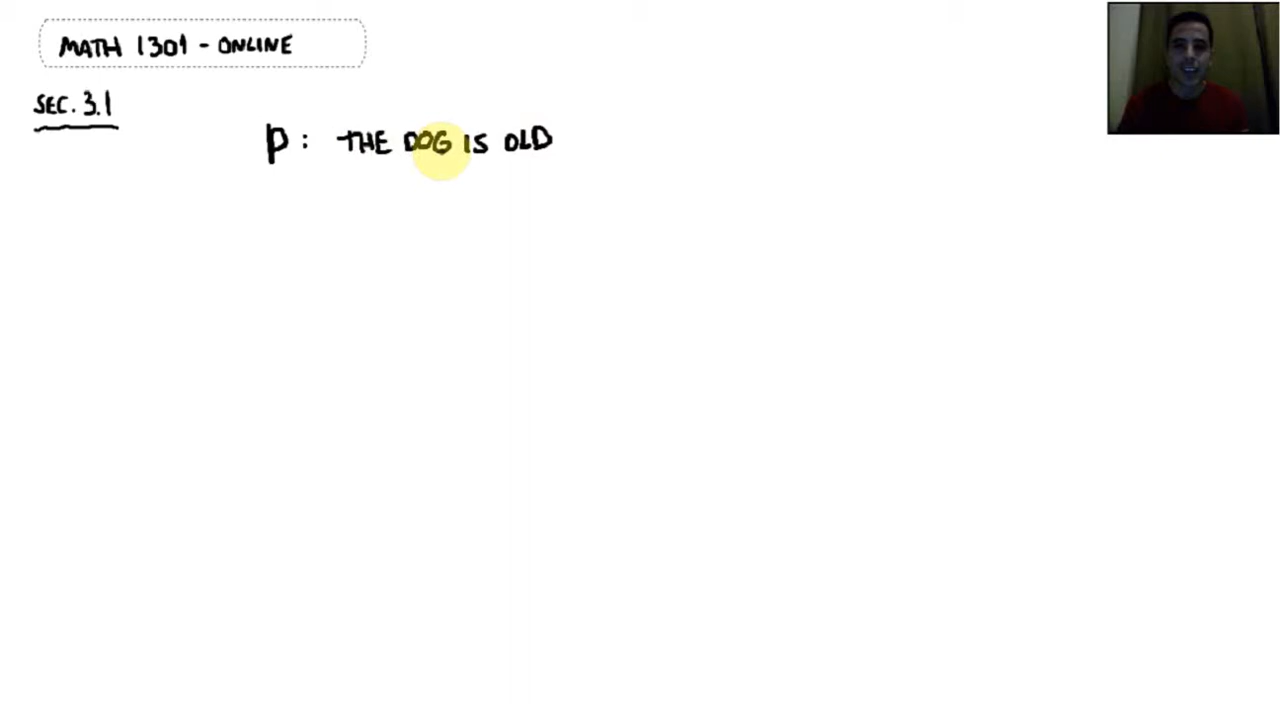 MATH 1301 - ONLINE
SEC. 3.1
P: THE DOG IS OLD